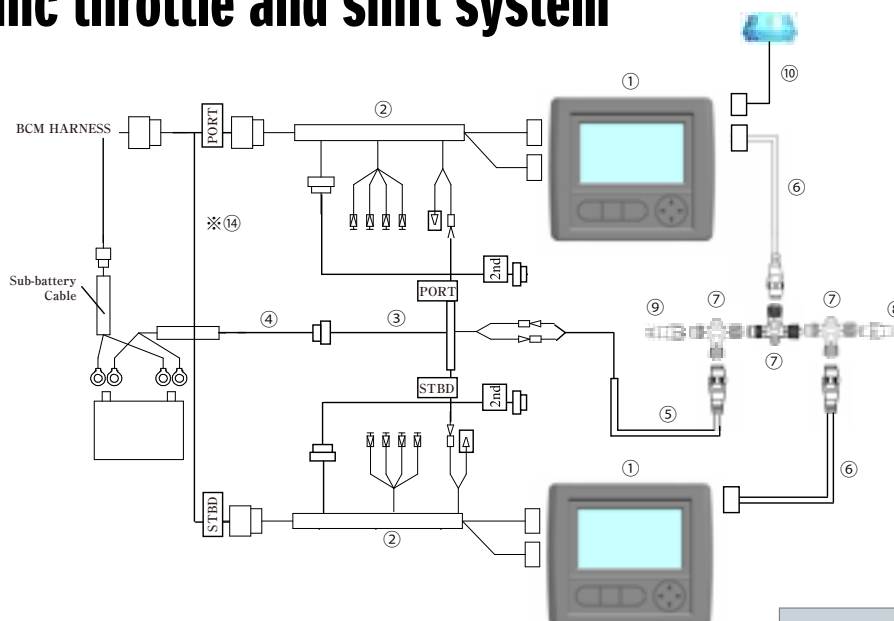 nic throttle and shift system
⑩
①
②
BCM HARNESS
PORT
⑥
※⑭
2nd
Sub-battery
Cable
PORT
④
③
⑨
⑦
⑦
⑧
⑦
STBD
2nd
⑤
①
⑥
STBD
②